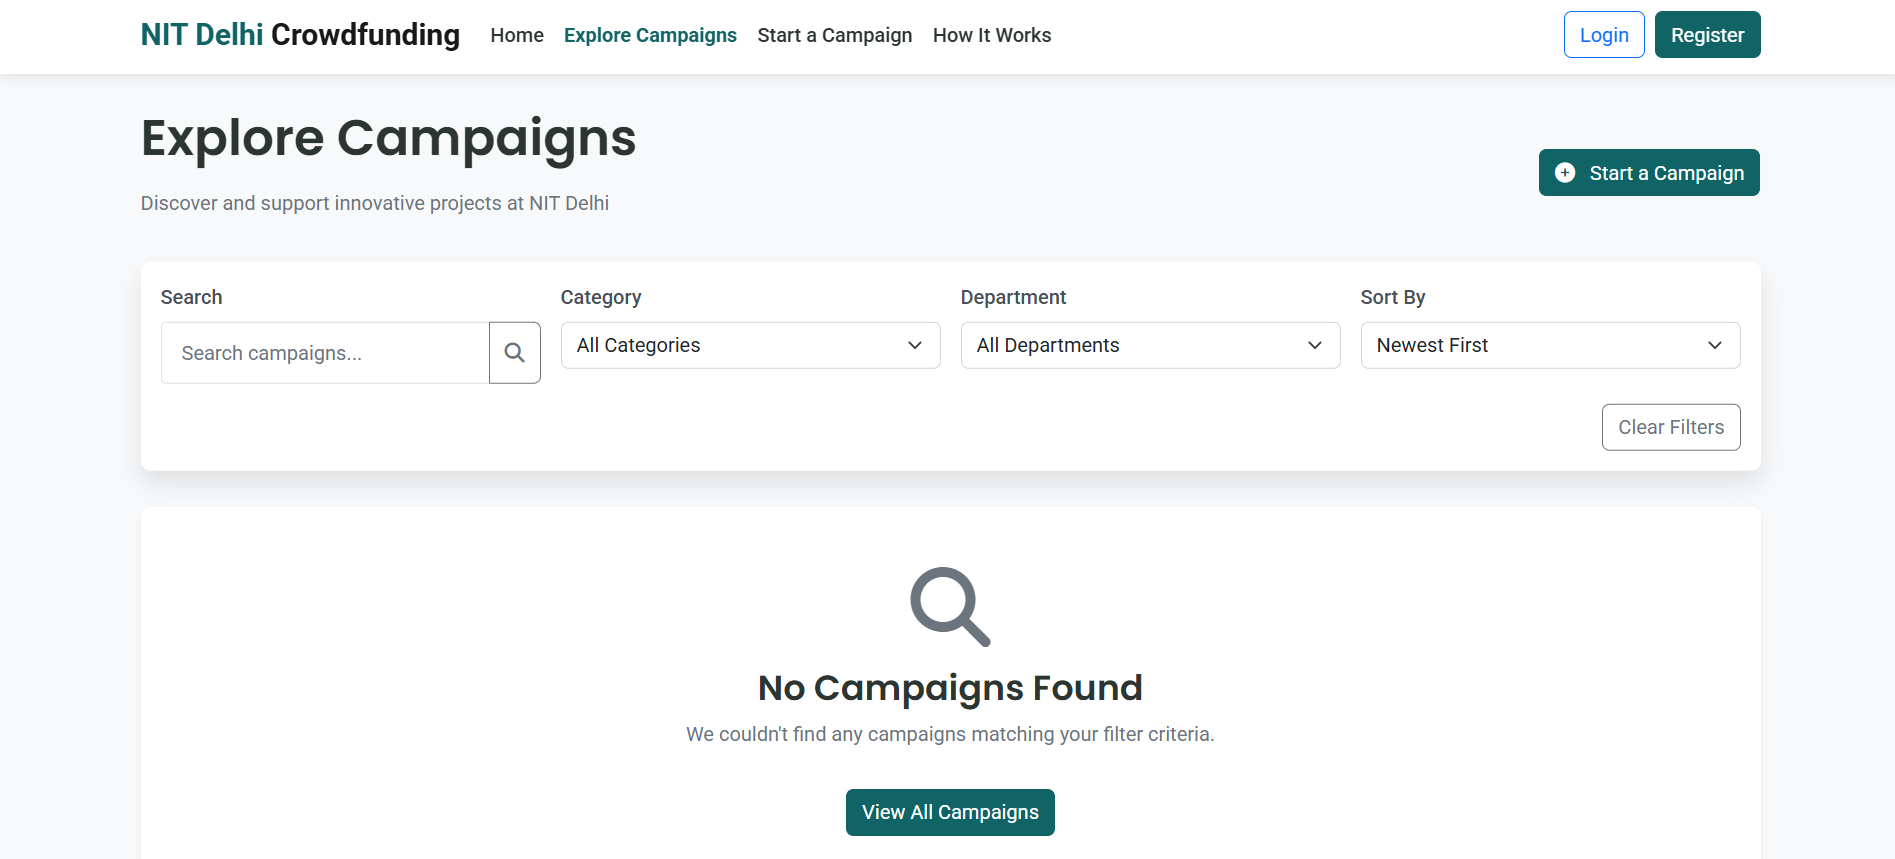 NIT Delhi Crowdfunding Home Explore Campaigns Start a Campaign How It Works Login Register
Explore Campaigns
Start a Campaign
Discover and support innovative projects at NIT Delhi
Search Category Department Sort By
Search campaigns... All Categories All Departments Newest First
Clear Filters
No Campaigns Found
We couldn't find any campaigns matching your filter criteria.
View All Campaigns